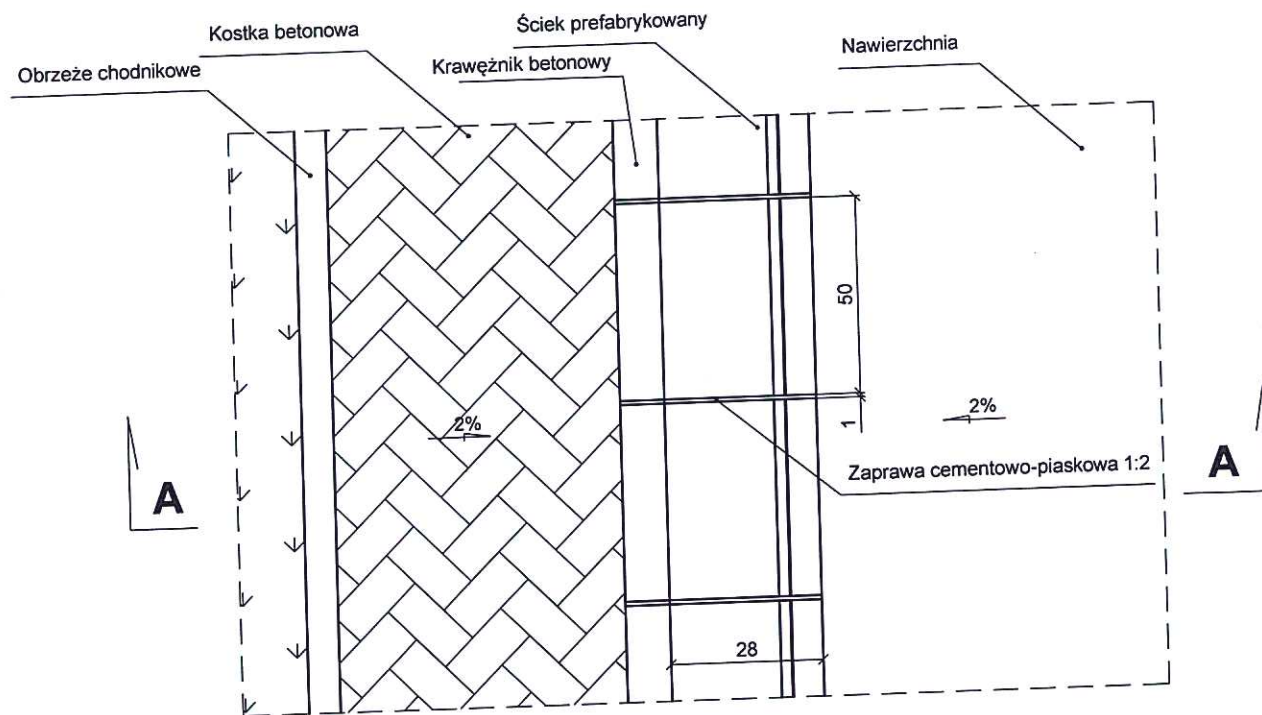 Ściek prefabrykowany
Kostka betonowa
Nawierzchnia
Krawężnik betonowy
Obrzeże chodnikowe
50
2%
2%
1
Zaprawa cementowo-piaskowa 1:2
A
A
28